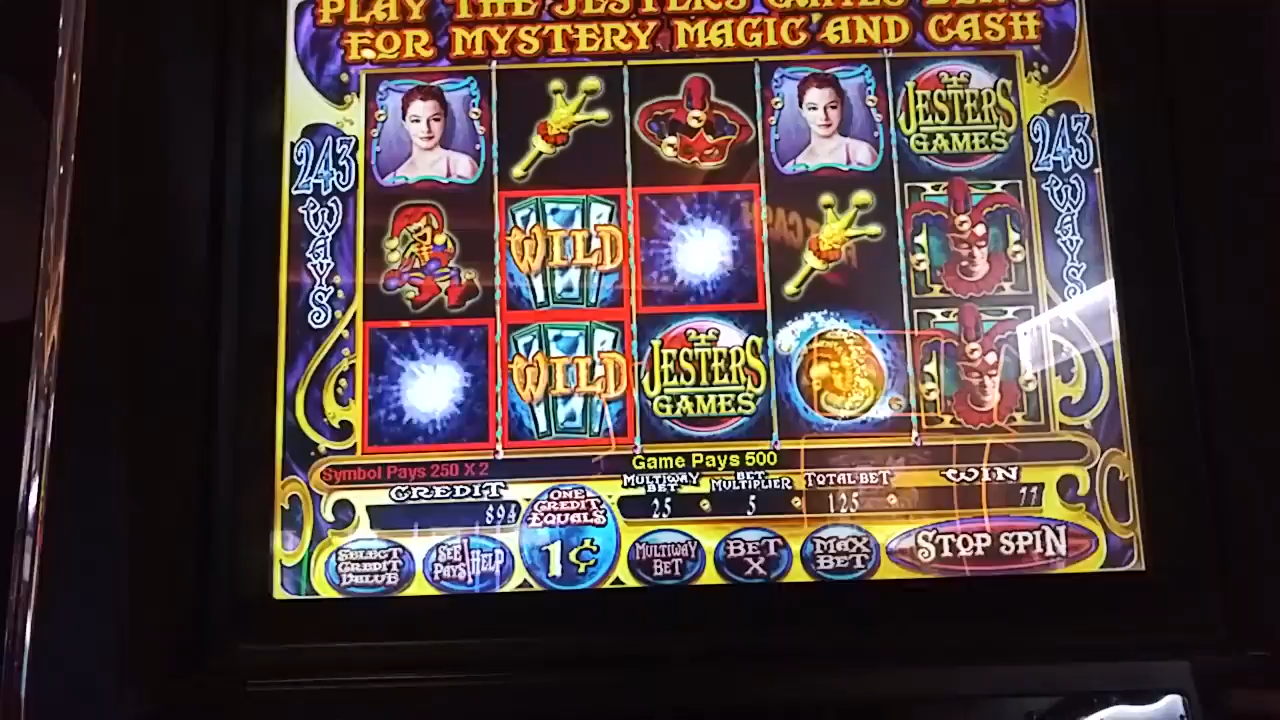 PLAY THE JESTERS GAMES BONUS
FOR MYSTERY MAGIC AND CASH
243
WAYS
JESTERS
GAMES
243
WAYS
WILD
WILD
JESTERS
GAMES
Symbol Pays 250 X 2
Game Pays 500
CREDIT
894
ONE
CREDIT
EQUALS
1¢
MULTIWAY
BET
25
BET
MULTIPLIER
5
TOTAL BET
125
WIN
77
SELECT
CREDIT
VALUE
SEE
PAYS/HELP
MULTIWAY
BET
BET
X
MAX
BET
STOP SPIN